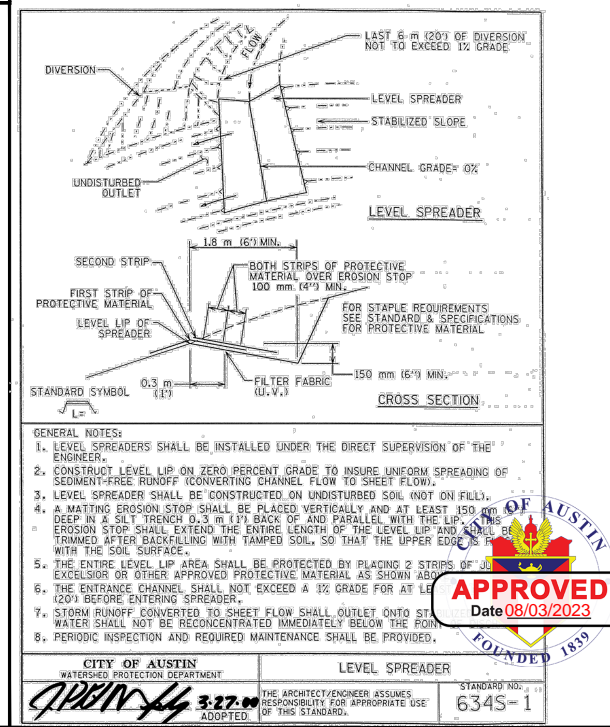 LAST 6 m (20') OF DIVERSION
NOT TO EXCEED 1% GRADE
FLOW
DIVERSION
LEVEL SPREADER
STABILIZED SLOPE
CHANNEL GRADE= 0%
UNDISTURBED
OUTLET
LEVEL SPREADER
1.8 m (6') MIN.
SECOND STRIP
BOTH STRIPS OF PROTECTIVE
MATERIAL OVER EROSION STOP
100 mm (4") MIN.
FIRST STRIP OF
PROTECTIVE MATERIAL
FOR STAPLE REQUIREMENTS
SEE STANDARD & SPECIFICATIONS
FOR PROTECTIVE MATERIAL
LEVEL LIP OF
SPREADER
150 mm (6") MIN.
0.3 m
(1')
FILTER FABRIC
(U.V.)
STANDARD SYMBOL
L=
CROSS SECTION
GENERAL NOTES:
1. LEVEL SPREADERS SHALL BE INSTALLED UNDER THE DIRECT SUPERVISION OF THE
ENGINEER.
2. CONSTRUCT LEVEL LIP ON ZERO PERCENT GRADE TO INSURE UNIFORM SPREADING OF
SEDIMENT-FREE RUNOFF (CONVERTING CHANNEL FLOW TO SHEET FLOW).
3. LEVEL SPREADER SHALL BE CONSTRUCTED ON UNDISTURBED SOIL (NOT ON FILL).
4. A MATTING EROSION STOP SHALL BE PLACED VERTICALLY AND AT LEAST 150 mm
DEEP IN A SILT TRENCH 0.3 m (1') BACK OF AND PARALLEL WITH THE LIP. THIS
EROSION STOP SHALL EXTEND THE ENTIRE LENGTH OF THE LEVEL LIP AND SHALL BE
TRIMMED AFTER BACKFILLING WITH TAMPED SOIL, SO THAT THE UPPER EDGE IS
WITH THE SOIL SURFACE.
5. THE ENTIRE LEVEL LIP AREA SHALL BE PROTECTED BY PLACING 2 STRIPS OF
EXCELSIOR OR OTHER APPROVED PROTECTIVE MATERIAL AS SHOWN
6. THE ENTRANCE CHANNEL SHALL NOT EXCEED A 1% GRADE FOR AT
(20') BEFORE ENTERING SPREADER.
7. STORM RUNOFF CONVERTED TO SHEET FLOW SHALL OUTLET ONTO
WATER SHALL NOT BE RECONCENTRATED IMMEDIATELY BELOW THE
8. PERIODIC INSPECTION AND REQUIRED MAINTENANCE SHALL BE PROVIDED.
CITY OF AUSTIN
FOUNDED 1839
APPROVED
Date 08/03/2023
CITY OF AUSTIN
WATERSHED PROTECTION DEPARTMENT
LEVEL SPREADER
3-27-00
ADOPTED
THE ARCHITECT/ENGINEER ASSUMES
RESPONSIBILITY FOR APPROPRIATE USE
OF THIS STANDARD.
STANDARD NO.
634S-1